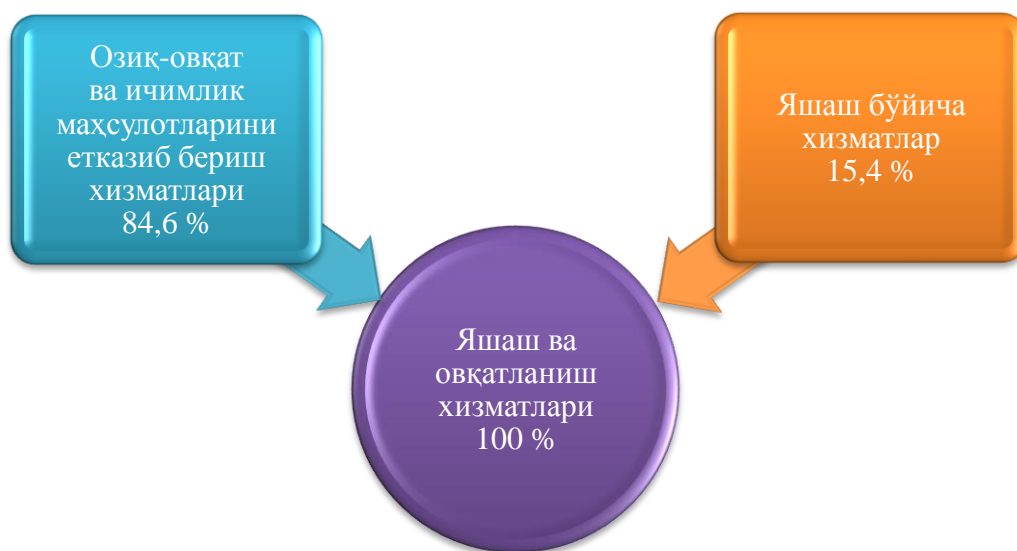 Озиқ-овқат
ва ичимлик
маҳсулотларини
етказиб бериш
хизматлари
84,6 %
Яшаш бўйича
хизматлар
15,4 %
Яшаш ва
овқатланиш
хизматлари
100 %